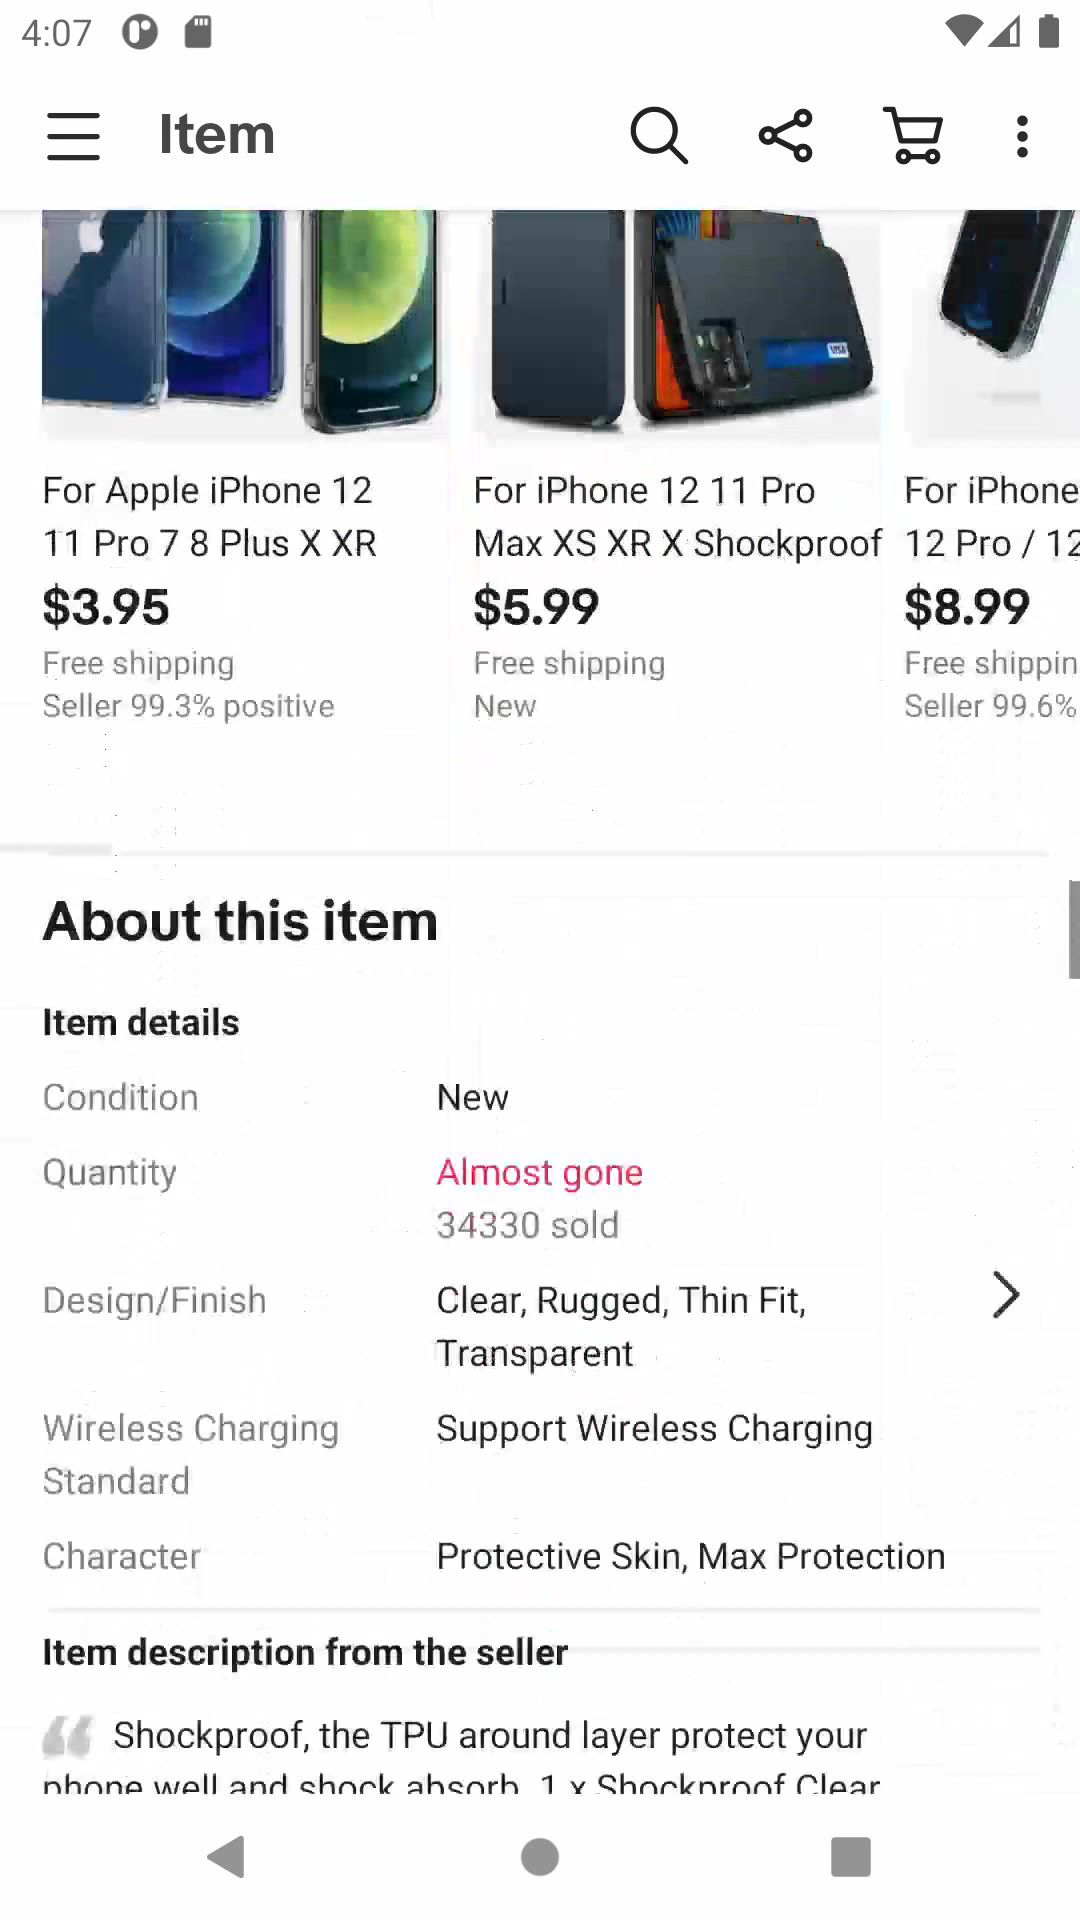 4:07
Item
VISA
For Apple iPhone 12
11 Pro 7 8 Plus X XR
$3.95
Free shipping
Seller 99.3% positive
For iPhone 12 11 Pro
Max XS XR X Shockproof
$5.99
Free shipping
New
For iPhone
12 Pro / 12
$8.99
Free shippin
Seller 99.6%
About this item
Item details
Condition New
Quantity Almost gone
34330 sold
Design/Finish Clear, Rugged, Thin Fit,
Transparent
Wireless Charging Support Wireless Charging
Standard
Character Protective Skin, Max Protection
Item description from the seller
Shockproof, the TPU around layer protect your
phone well and shock absorb. 1 x Shockproof Clear